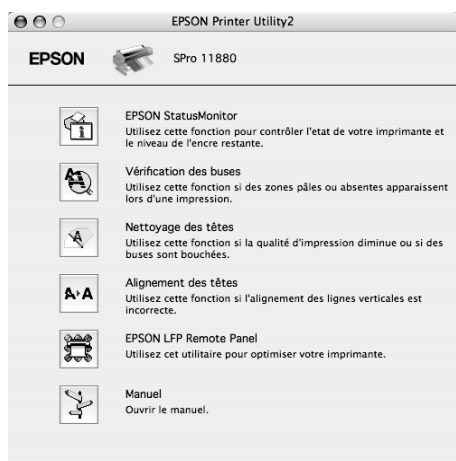 EPSON Printer Utility2
EPSON
SPro 11880
EPSON StatusMonitor
Utilisez cette fonction pour contrôler l'etat de votre imprimante et
le niveau de l'encre restante.
Vérification des buses
Utilisez cette fonction si des zones pâles ou absentes apparaissent
lors d'une impression.
Nettoyage des têtes
Utilisez cette fonction si la qualité d'impression diminue ou si des
buses sont bouchées.
Alignement des têtes
Utilisez cette fonction si l'alignement des lignes verticales est
incorrecte.
EPSON LFP Remote Panel
Utilisez cet utilitaire pour optimiser votre imprimante.
Manuel
Ouvrir le manuel.